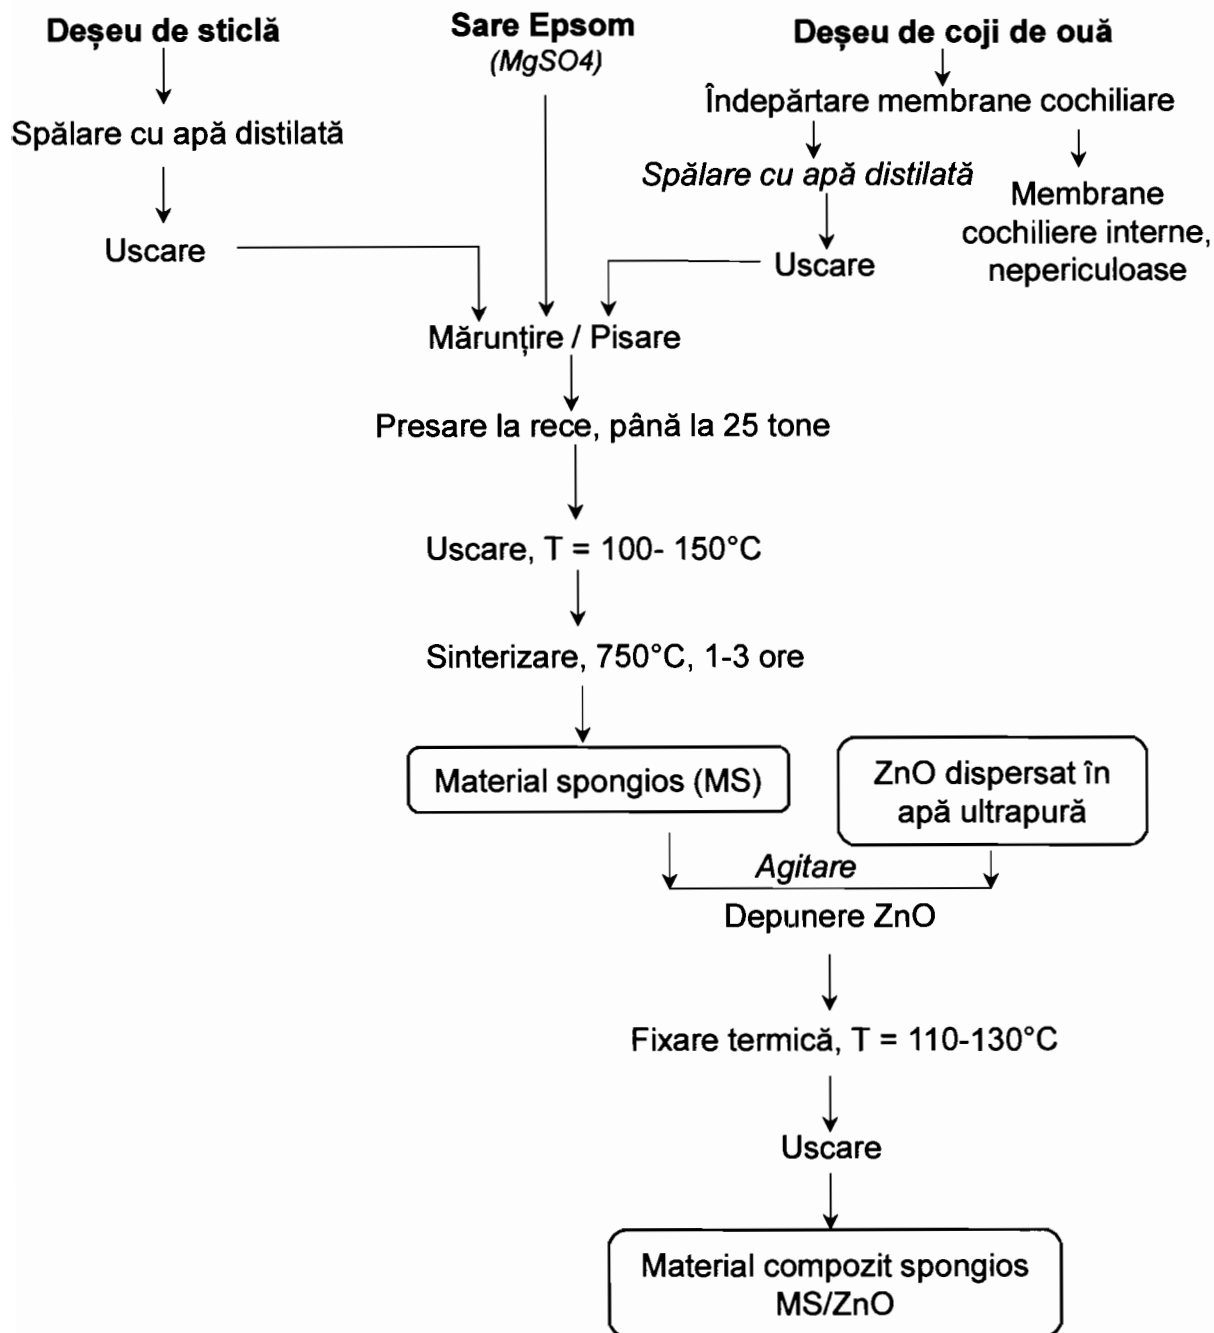 Deșeu de sticlă
Sare Epsom
(MgSO4)
Deșeu de coji de ouă
Îndepărtare membrane cochiliare
Spălare cu apă distilată
Spălare cu apă distilată
Membrane
cochiliere interne,
nepericuloase
Uscare
Uscare
Mărunțire / Pisare
Presare la rece, până la 25 tone
Uscare, T = 100- 150°C
Sinterizare, 750°C, 1-3 ore
Material spongios (MS)
ZnO dispersat în
apă ultrapură
Agitare
Depunere ZnO
Fixare termică, T = 110-130°C
Uscare
Material compozit spongios
MS/ZnO